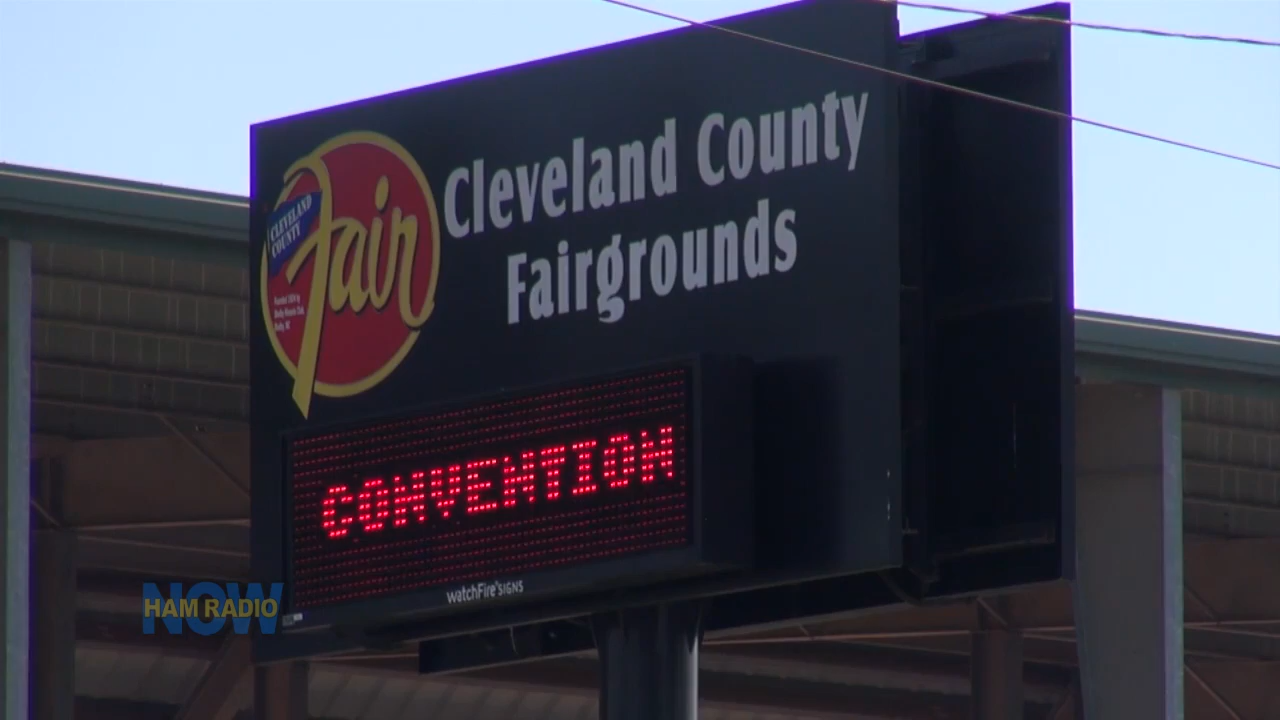 Cleveland County
Fairgrounds
CLEVELAND
COUNTY
Fair
CONVENTION
watchFire SIGNS
NOW
HAM RADIO